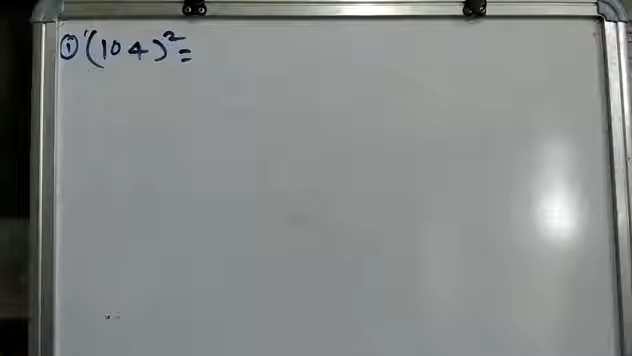 ① (104)²=